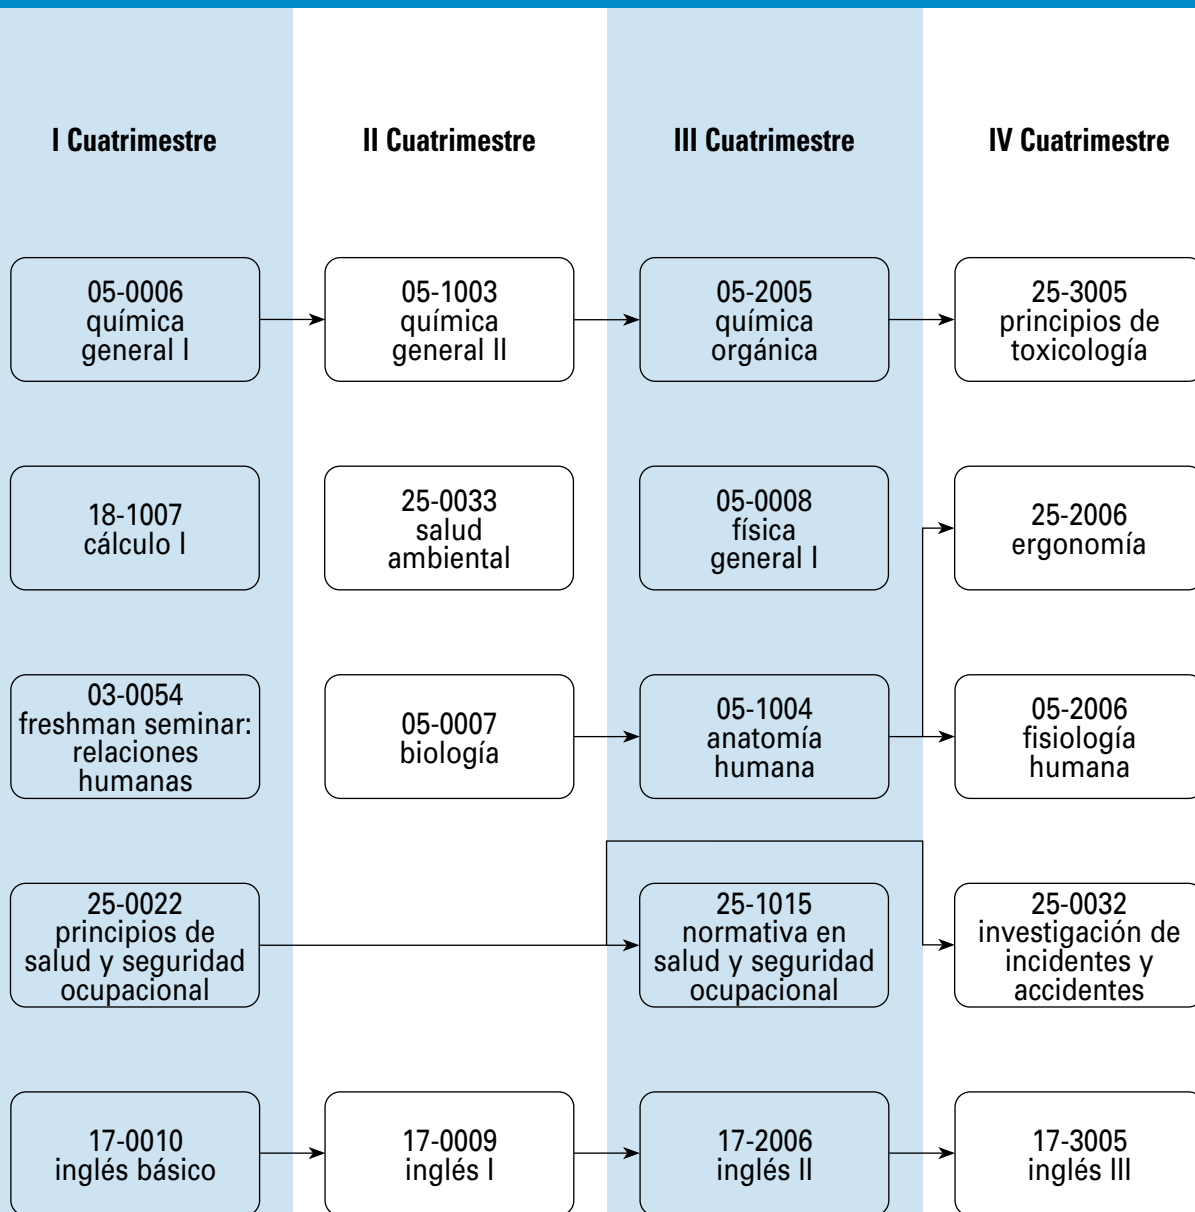 I Cuatrimestre
II Cuatrimestre
III Cuatrimestre
IV Cuatrimestre
05-0006
química
general I
05-1003
química
general II
05-2005
química
orgánica
25-3005
principios de
toxicología
18-1007
cálculo I
25-0033
salud
ambiental
05-0008
física
general I
25-2006
ergonomía
03-0054
freshman seminar:
relaciones
humanas
05-0007
biología
05-1004
anatomía
humana
05-2006
fisiología
humana
25-0022
principios de
salud y seguridad
ocupacional
25-1015
normativa en
salud y seguridad
ocupacional
25-0032
investigación de
incidentes y
accidentes
17-0010
inglés básico
17-0009
inglés I
17-2006
inglés II
17-3005
inglés III